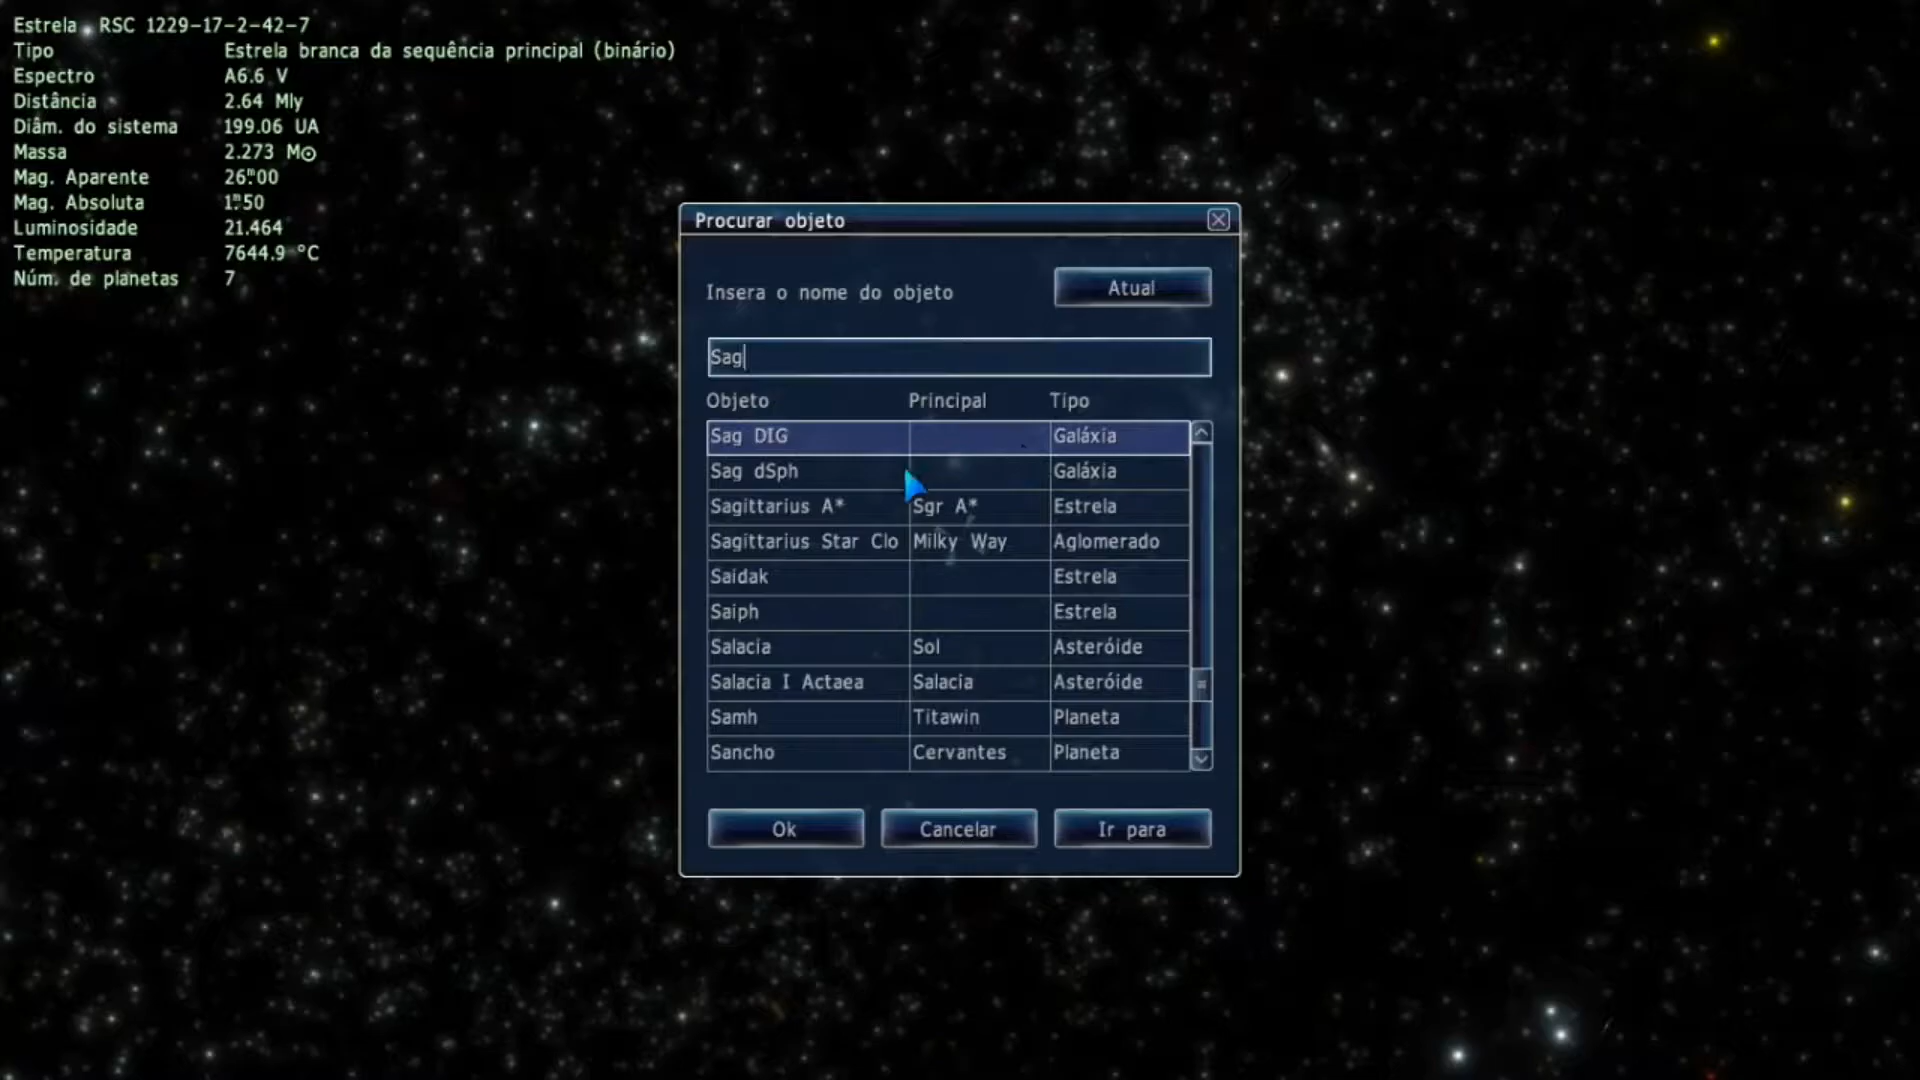 Estrela RSC 1229-17-2-42-7
Tipo Estrela branca da sequência principal (binário)
Espectro A6.6 V
Distância 2.64 Mly
Diâm. do sistema 199.06 UA
Massa 2.273 M☉
Mag. Aparente 26ᵐ.00
Mag. Absoluta 1ᵐ.50
Luminosidade 21.464
Temperatura 7644.9 °C
Núm. de planetas 7
Procurar objeto
Insera o nome do objeto Atual
Sag
Objeto Principal Tipo
Sag DIG Galáxia
Sag dSph Galáxia
Sagittarius A* Sgr A* Estrela
Sagittarius Star Clo Milky Way Aglomerado
Saidak Estrela
Saiph Estrela
Salacia Sol Asteróide
Salacia I Actaea Salacia Asteróide
Samh Titawin Planeta
Sancho Cervantes Planeta
Ok Cancelar Ir para